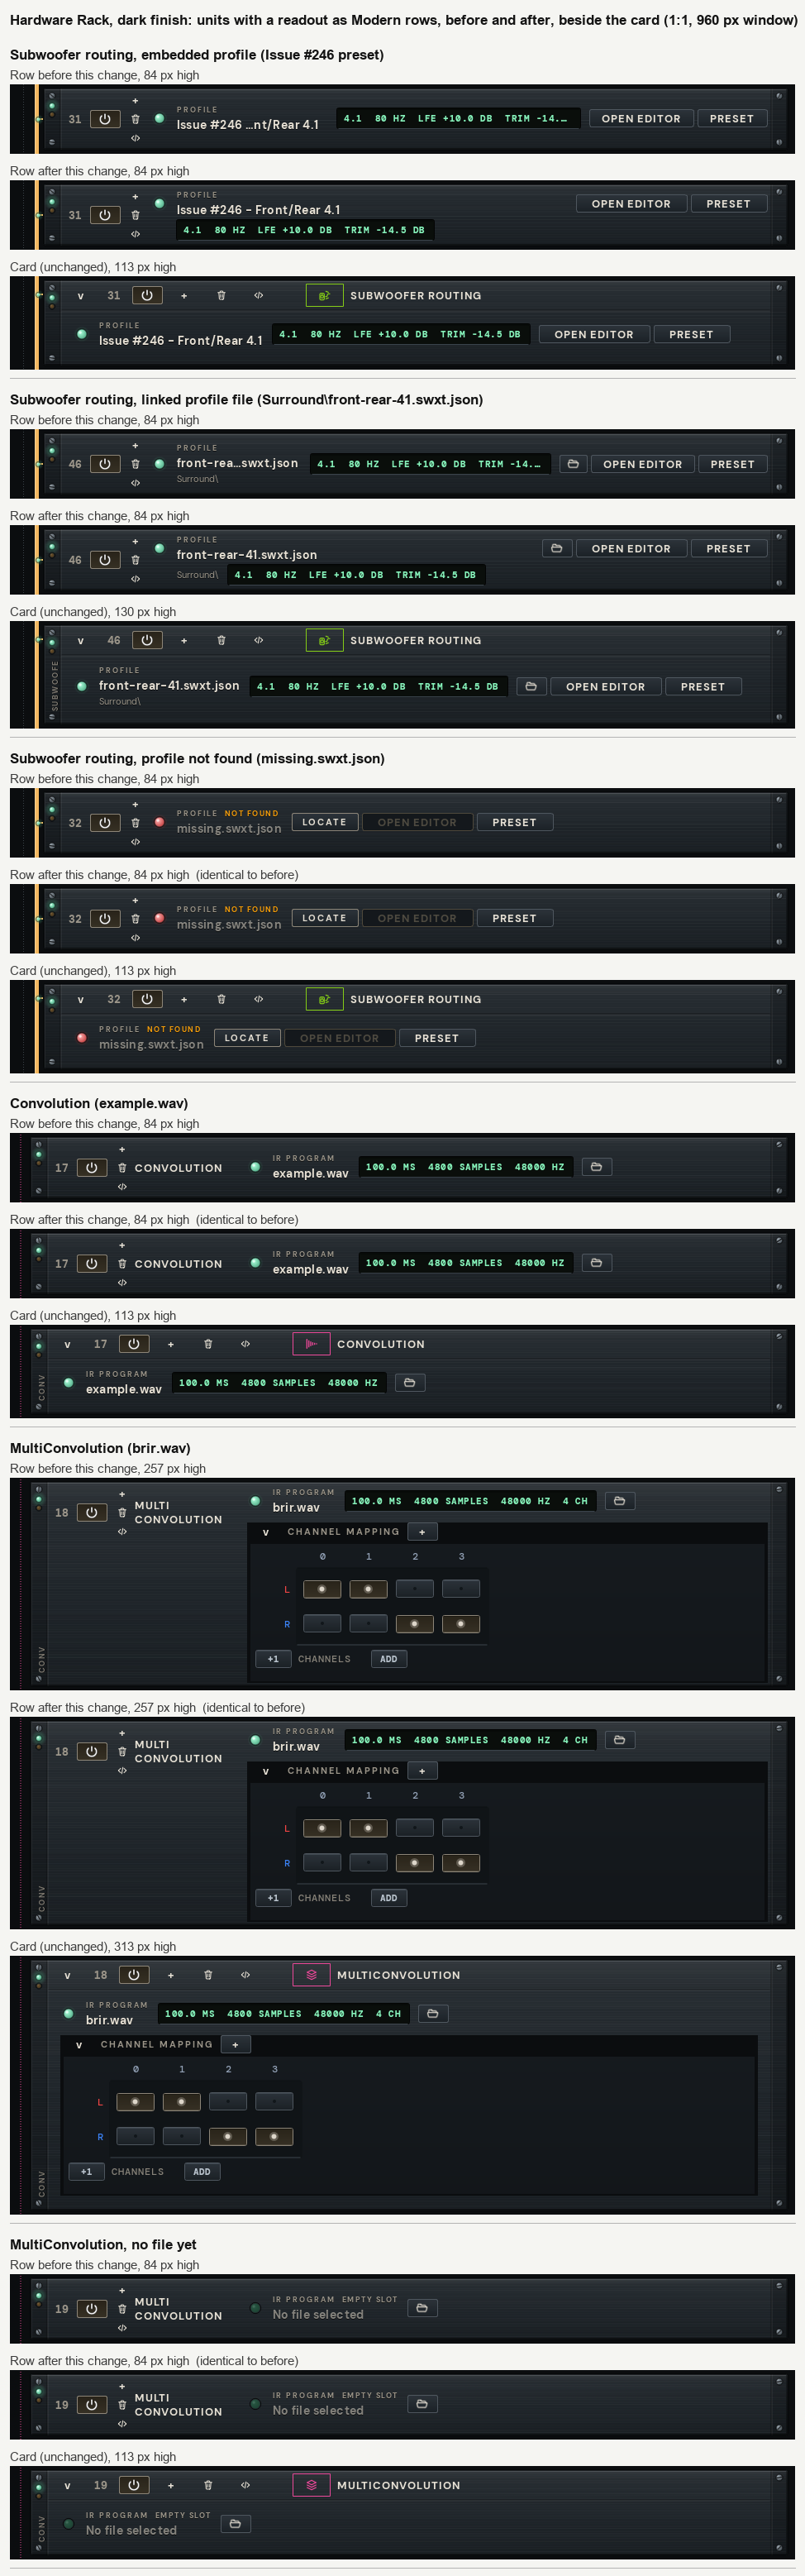 Hardware Rack, dark finish: units with a readout as Modern rows, before and after, beside the card (1:1, 960 px window)
Subwoofer routing, embedded profile (Issue #246 preset)
Row before this change, 84 px high
+
PROFILE
31 Issue #246 …nt/Rear 4.1 4.1 80 HZ LFE +10.0 DB TRIM -14.… OPEN EDITOR PRESET
</>
Row after this change, 84 px high
+
PROFILE
Issue #246 – Front/Rear 4.1 OPEN EDITOR PRESET
31
4.1 80 HZ LFE +10.0 DB TRIM -14.5 DB
</>
Card (unchanged), 113 px high
v 31 + </> SUBWOOFER ROUTING
PROFILE
Issue #246 – Front/Rear 4.1 4.1 80 HZ LFE +10.0 DB TRIM -14.5 DB OPEN EDITOR PRESET
Subwoofer routing, linked profile file (Surround\front-rear-41.swxt.json)
Row before this change, 84 px high
+
PROFILE
46 front-rea…swxt.json 4.1 80 HZ LFE +10.0 DB TRIM -14.… OPEN EDITOR PRESET
Surround\
</>
Row after this change, 84 px high
+
PROFILE
front-rear-41.swxt.json OPEN EDITOR PRESET
46
Surround\ 4.1 80 HZ LFE +10.0 DB TRIM -14.5 DB
</>
Card (unchanged), 130 px high
v 46 + </> SUBWOOFER ROUTING
SUBWOOFE
PROFILE
front-rear-41.swxt.json 4.1 80 HZ LFE +10.0 DB TRIM -14.5 DB OPEN EDITOR PRESET
Surround\
Subwoofer routing, profile not found (missing.swxt.json)
Row before this change, 84 px high
+
PROFILE NOT FOUND
32 missing.swxt.json LOCATE OPEN EDITOR PRESET
</>
Row after this change, 84 px high (identical to before)
+
PROFILE NOT FOUND
32 missing.swxt.json LOCATE OPEN EDITOR PRESET
</>
Card (unchanged), 113 px high
v 32 + </> SUBWOOFER ROUTING
PROFILE NOT FOUND
missing.swxt.json LOCATE OPEN EDITOR PRESET
Convolution (example.wav)
Row before this change, 84 px high
+
IR PROGRAM
17 CONVOLUTION example.wav 100.0 MS 4800 SAMPLES 48000 HZ
</>
Row after this change, 84 px high (identical to before)
+
IR PROGRAM
17 CONVOLUTION example.wav 100.0 MS 4800 SAMPLES 48000 HZ
</>
Card (unchanged), 113 px high
v 17 + </> CONVOLUTION
CONV
IR PROGRAM
example.wav 100.0 MS 4800 SAMPLES 48000 HZ
MultiConvolution (brir.wav)
Row before this change, 257 px high
+
IR PROGRAM
18 MULTI CONVOLUTION brir.wav 100.0 MS 4800 SAMPLES 48000 HZ 4 CH
</>
v CHANNEL MAPPING +
0 1 2 3
L
R
+1 CHANNELS ADD
CONV
Row after this change, 257 px high (identical to before)
+
IR PROGRAM
18 MULTI CONVOLUTION brir.wav 100.0 MS 4800 SAMPLES 48000 HZ 4 CH
</>
v CHANNEL MAPPING +
0 1 2 3
L
R
+1 CHANNELS ADD
CONV
Card (unchanged), 313 px high
v 18 + </> MULTICONVOLUTION
IR PROGRAM
brir.wav 100.0 MS 4800 SAMPLES 48000 HZ 4 CH
v CHANNEL MAPPING +
0 1 2 3
L
R
+1 CHANNELS ADD
CONV
MultiConvolution, no file yet
Row before this change, 84 px high
+
IR PROGRAM EMPTY SLOT
19 MULTI CONVOLUTION No file selected
</>
Row after this change, 84 px high (identical to before)
+
IR PROGRAM EMPTY SLOT
19 MULTI CONVOLUTION No file selected
</>
Card (unchanged), 113 px high
v 19 + </> MULTICONVOLUTION
CONV
IR PROGRAM EMPTY SLOT
No file selected